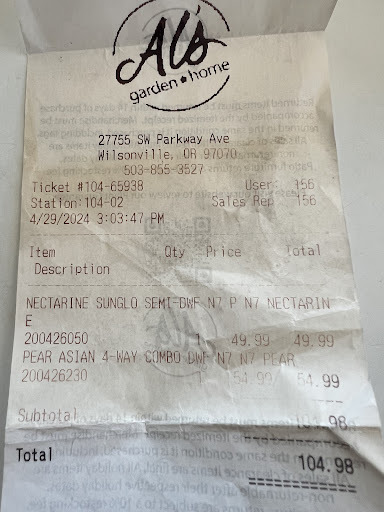 Al's
garden home
27755 SW Parkway Ave
Wilsonville, OR 97070
503-855-3527
Ticket #104-65938 User: 156
Station:104-02 Sales Rep 156
4/29/2024 3:03:47 PM
Item Qty Price total
Description
NECTARINE SUNGLO SEMI-DWF N7 P N7 NECTARIN
E
200426050 1 49.99 49.99
PEAR ASIAN 4-WAY COMBO DWF N7 N7 PEAR
200426230 1 54.99 54.99
Subtotal 104.98
Total 104.98